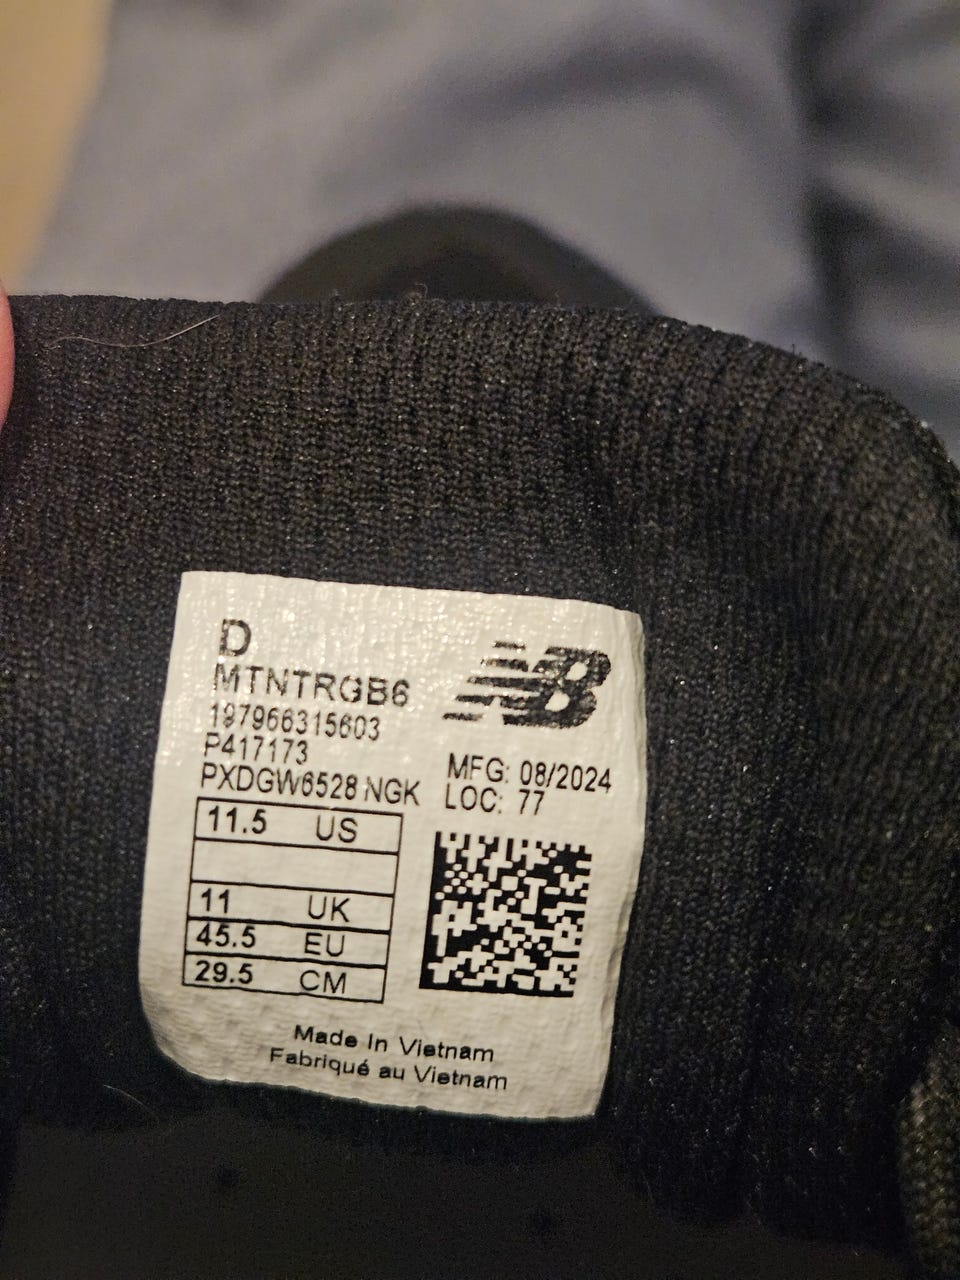 D
MTNTRGB6
197966315603
P417173
PXDGW6528 NGK
NB
MFG: 08/2024
LOC: 77
11.5 US
11 UK
45.5 EU
29.5 CM
Made In Vietnam
Fabriqué au Vietnam